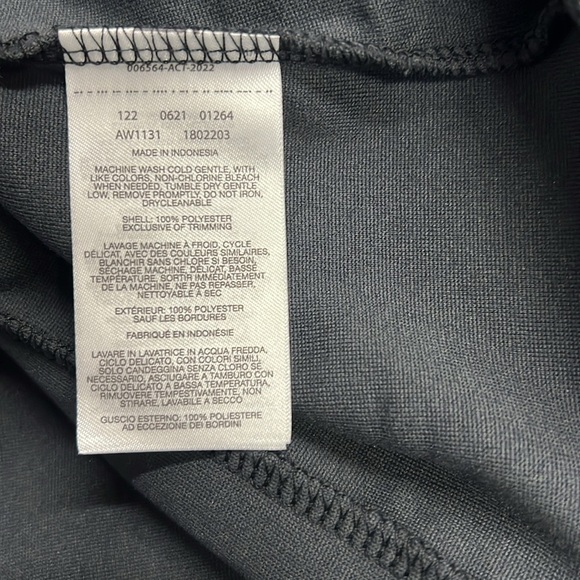 006564-ACT-2022
122 0621 01264
AW1131 1802203
MADE IN INDONESIA
MACHINE WASH COLD GENTLE, WITH
LIKE COLORS, NON-CHLORINE BLEACH
WHEN NEEDED, TUMBLE DRY GENTLE
LOW, REMOVE PROMPTLY, DO NOT IRON,
DRYCLEANABLE
SHELL: 100% POLYESTER
EXCLUSIVE OF TRIMMING
LAVAGE MACHINE À FROID, CYCLE
DÉLICAT, AVEC DES COULEURS SIMILAIRES,
BLANCHIR SANS CHLORE SI BESOIN,
SÉCHAGE MACHINE, DÉLICAT, BASSE
TEMPÉRATURE, SORTIR IMMÉDIATEMENT
DE LA MACHINE, NE PAS REPASSER,
NETTOYABLE À SEC
EXTÉRIEUR: 100% POLYESTER
SAUF LES BORDURES
FABRIQUÉ EN INDONÉSIE
LAVARE IN LAVATRICE IN ACQUA FREDDA,
CICLO DELICATO, CON COLORI SIMILI,
SOLO CANDEGGINA SENZA CLORO SE
NECESSARIO, ASCIUGARE A TAMBURO CON
CICLO DELICATO A BASSA TEMPERATURA,
RIMUOVERE TEMPESTIVAMENTE, NON
STIRARE, LAVABILE A SECCO
GUSCIO ESTERNO: 100% POLIESTERE
AD ECCEZIONE DEI BORDINI